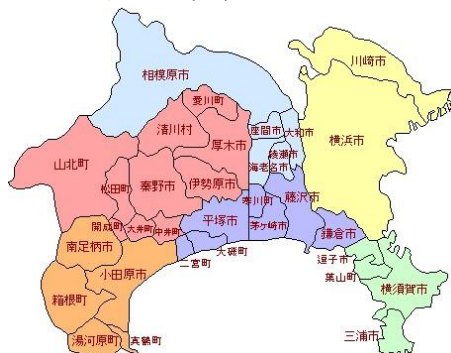 川崎市
相模原市
愛川町
座間市
大和市
清川村
厚木市
綾瀬市
横浜市
海老名市
山北町
松田町
秦野市
伊勢原市
寒川町
藤沢市
開成町
大井町
中井町
平塚市
茅ヶ崎市
鎌倉市
南足柄市
小田原市
二宮町
大磯町
逗子市
葉山町
横須賀市
箱根町
湯河原町
真鶴町
三浦市